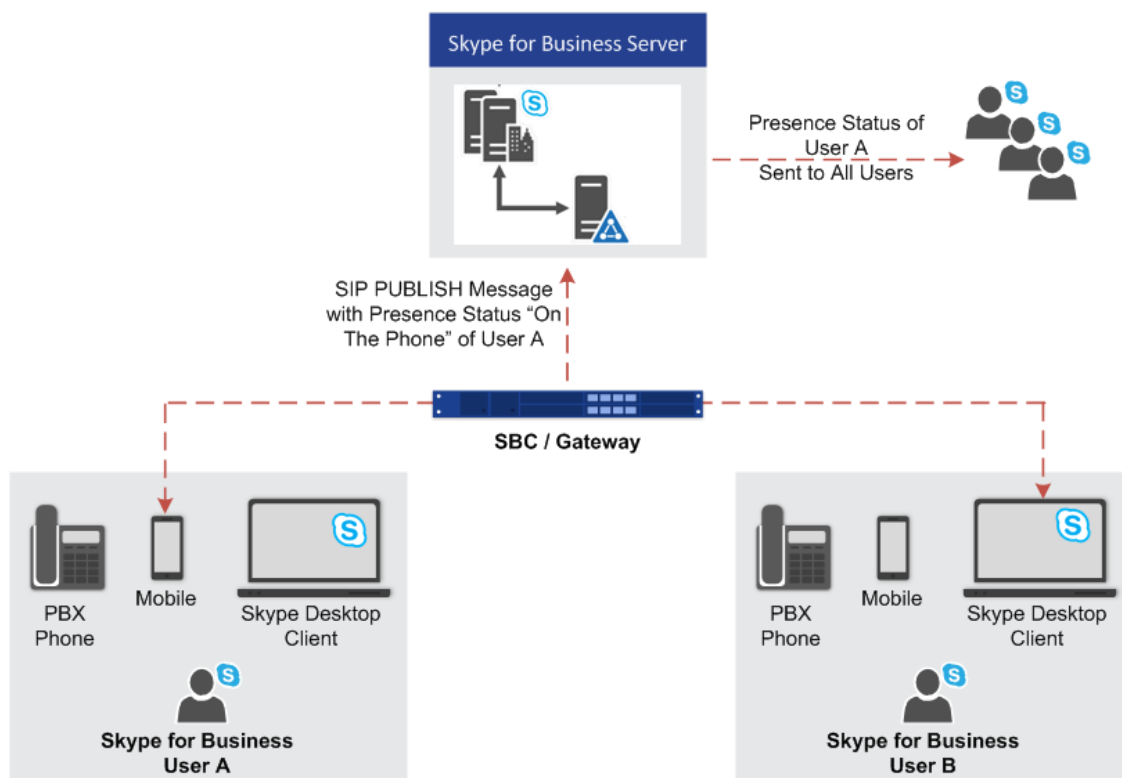 Skype for Business Server
Presence Status of
User A
Sent to All Users
SIP PUBLISH Message
with Presence Status “On
The Phone” of User A
SBC / Gateway
PBX
Phone
Mobile
Skype Desktop
Client
Skype for Business
User A
PBX
Phone
Mobile
Skype Desktop
Client
Skype for Business
User B